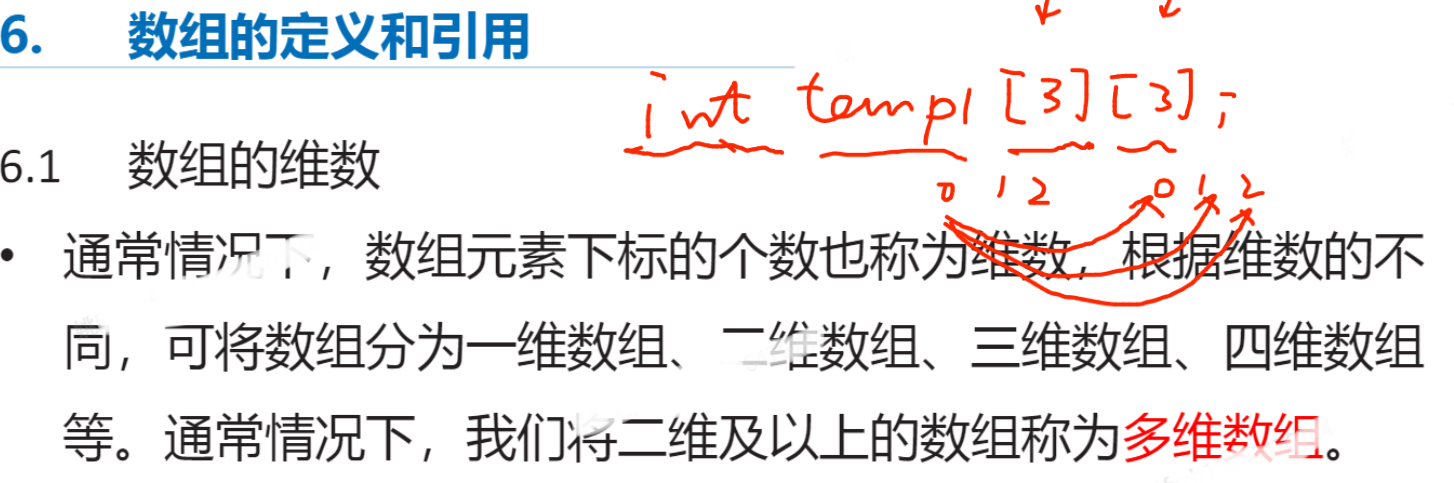 6. 数组的定义和引用
int templ [3][3];
6.1 数组的维数
0 1 2 0 1 2
• 通常情况下，数组元素下标的个数也称为维数，根据维数的不
同，可将数组分为一维数组、二维数组、三维数组、四维数组
等。通常情况下，我们将二维及以上的数组称为多维数组。